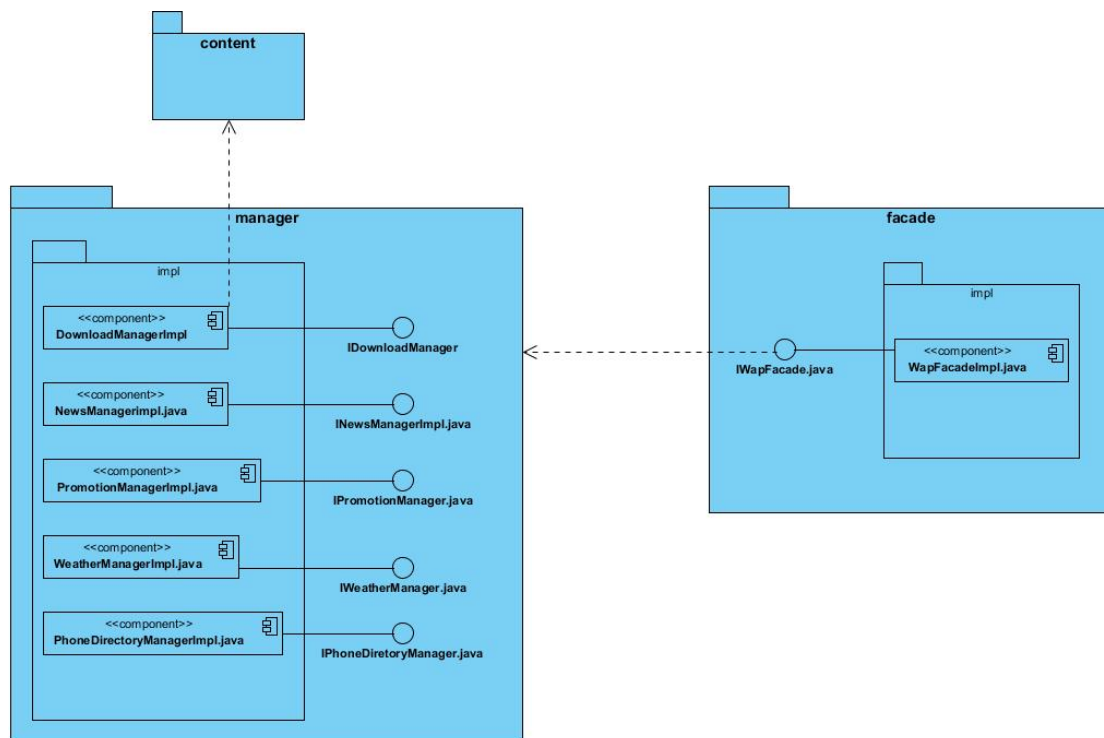 content
manager
impl
<<component>>
DownloadManagerImpl
IDownloadManager
<<component>>
NewsManagerimpl.java
INewsManagerImpl.java
<<component>>
PromotionManagerImpl.java
IPromotionManager.java
<<component>>
WeatherManagerImpl.java
IWeatherManager.java
<<component>>
PhoneDirectoryManagerImpl.java
IPhoneDiretoryManager.java
facade
impl
IWapFacade.java
<<component>>
WapFacadeImpl.java